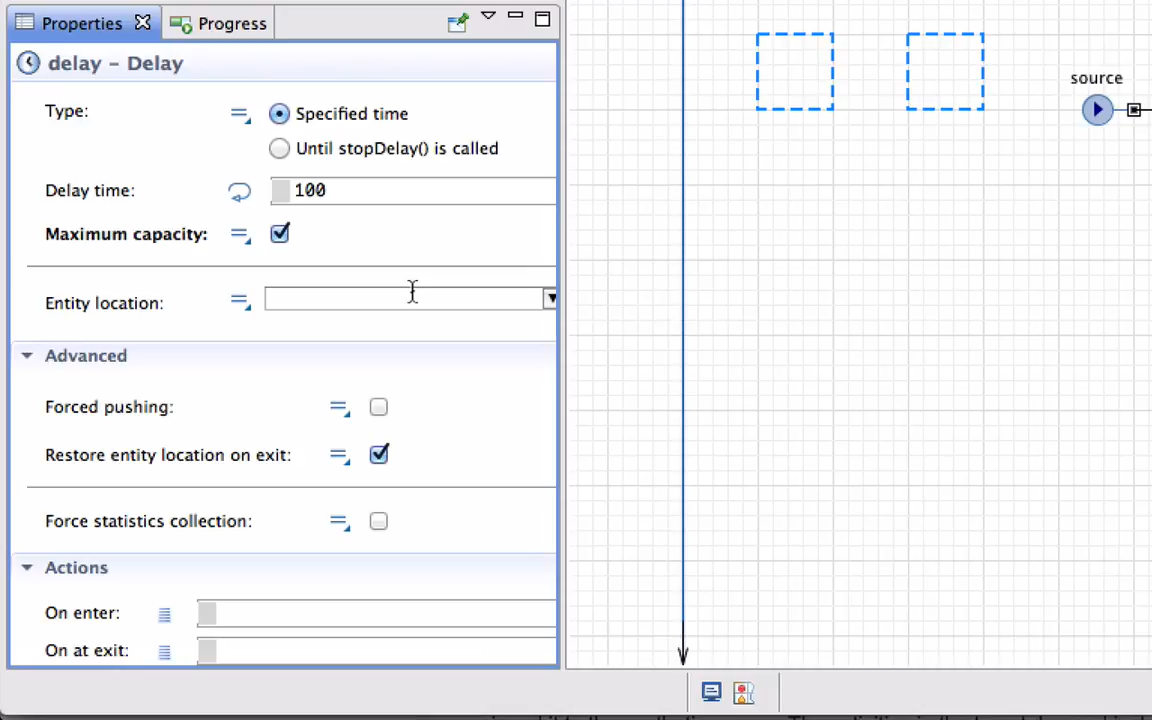 Properties Progress
delay – Delay
source
Type: Specified time
Until stopDelay() is called
Delay time: 100
Maximum capacity:
Entity location:
Advanced
Forced pushing:
Restore entity location on exit:
Force statistics collection:
Actions
On enter:
On at exit: